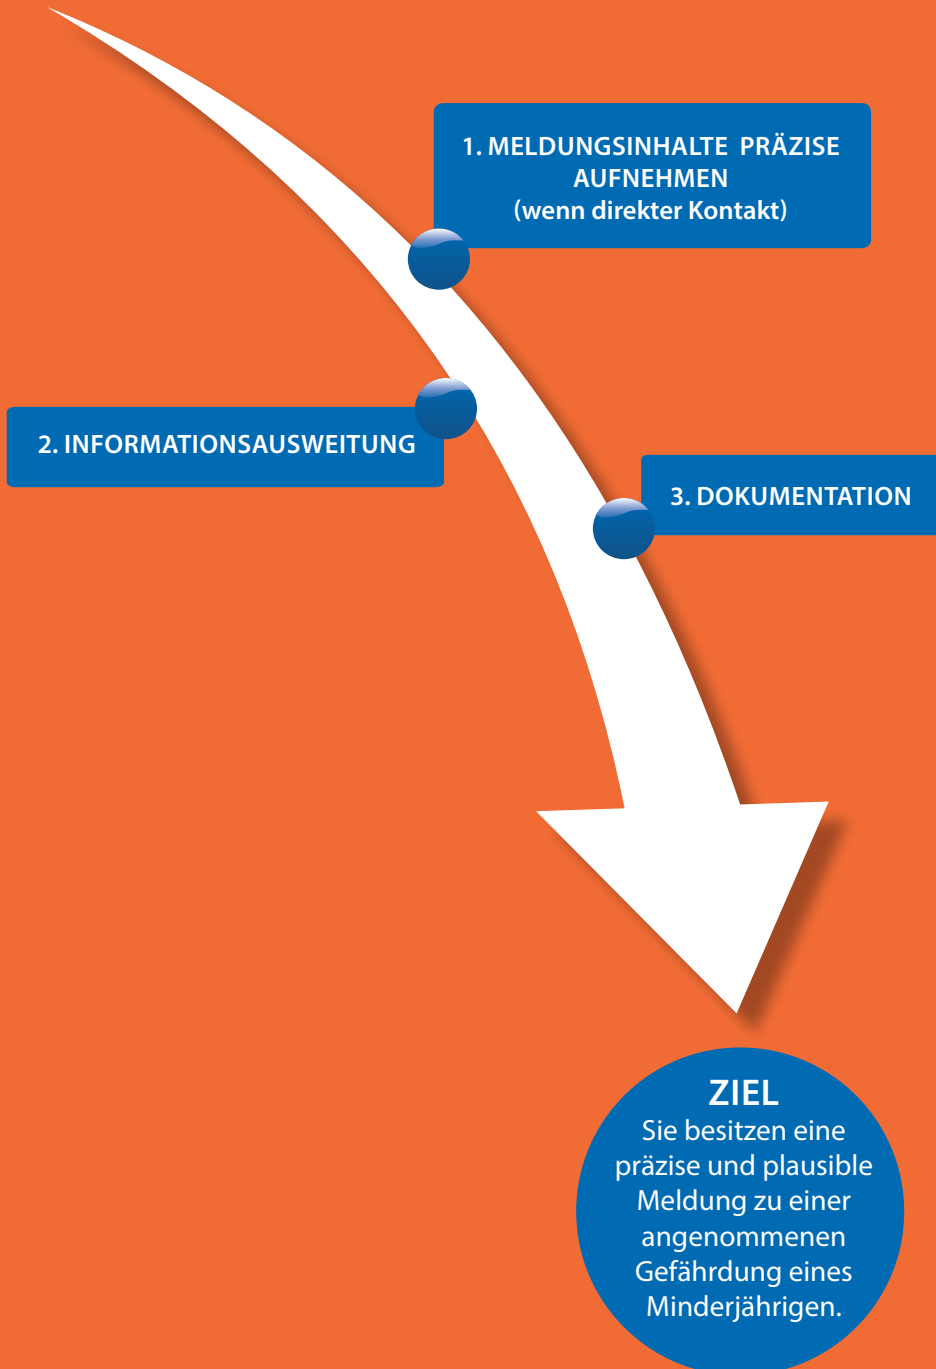 1. MELDUNGSINHALTE PRÄZISE
AUFNEHMEN
(wenn direkter Kontakt)
2. INFORMATIONSAUSWEITUNG
3. DOKUMENTATION
ZIEL
Sie besitzen eine
präzise und plausible
Meldung zu einer
angenommenen
Gefährdung eines
Minderjährigen.